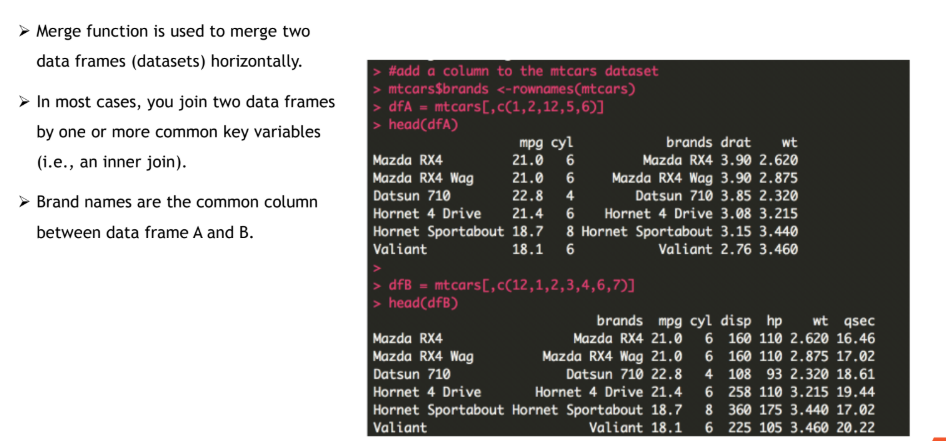 ➢ Merge function is used to merge two
data frames (datasets) horizontally.
➢ In most cases, you join two data frames
by one or more common key variables
(i.e., an inner join).
➢ Brand names are the common column
between data frame A and B.
> #add a column to the mtcars dataset
> mtcars$brands <-rownames(mtcars)
> dfA = mtcars[,c(1,2,12,5,6)]
> head(dfA)
                   mpg cyl            brands drat    wt
Mazda RX4         21.0   6         Mazda RX4 3.90 2.620
Mazda RX4 Wag     21.0   6     Mazda RX4 Wag 3.90 2.875
Datsun 710        22.8   4        Datsun 710 3.85 2.320
Hornet 4 Drive    21.4   6    Hornet 4 Drive 3.08 3.215
Hornet Sportabout 18.7   8 Hornet Sportabout 3.15 3.440
Valiant           18.1   6           Valiant 2.76 3.460
>
> dfB = mtcars[,c(12,1,2,3,4,6,7)]
> head(dfB)
                             brands  mpg cyl disp  hp    wt  qsec
Mazda RX4                 Mazda RX4 21.0   6  160 110 2.620 16.46
Mazda RX4 Wag         Mazda RX4 Wag 21.0   6  160 110 2.875 17.02
Datsun 710               Datsun 710 22.8   4  108  93 2.320 18.61
Hornet 4 Drive       Hornet 4 Drive 21.4   6  258 110 3.215 19.44
Hornet Sportabout Hornet Sportabout 18.7   8  360 175 3.440 17.02
Valiant                     Valiant 18.1   6  225 105 3.460 20.22